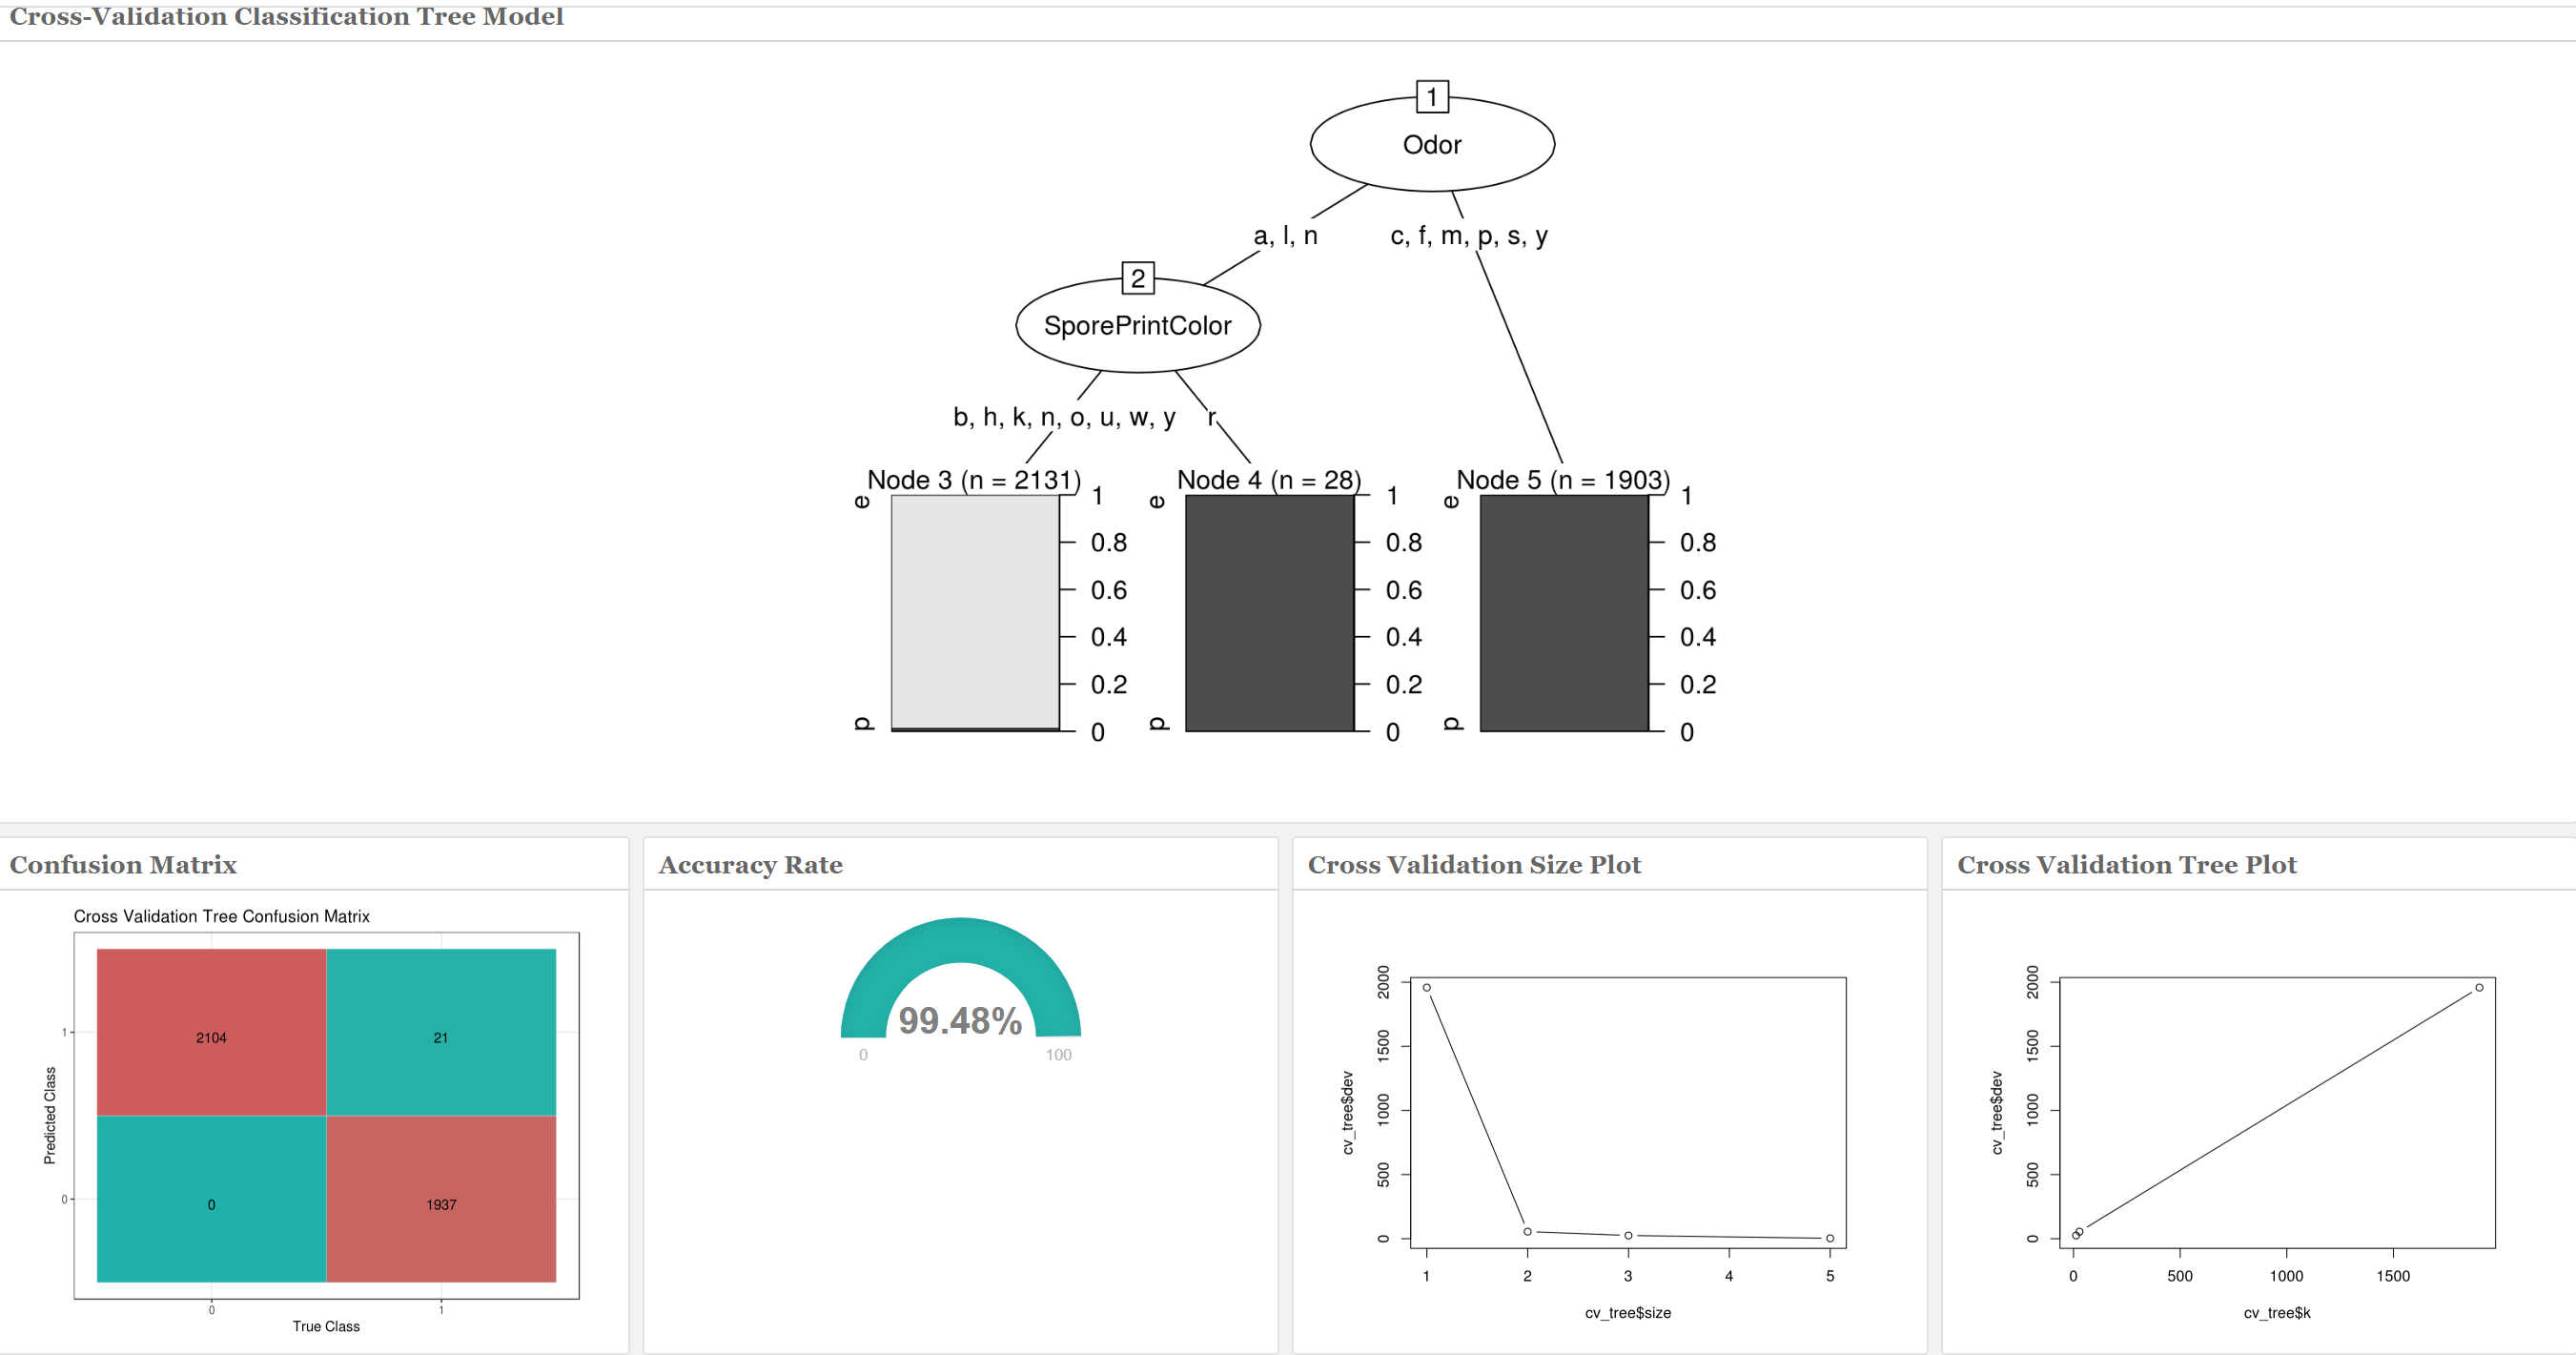 Cross-Validation Classification Tree Model
1
Odor
a, l, n
c, f, m, p, s, y
2
SporePrintColor
b, h, k, n, o, u, w, y
r
Node 3 (n = 2131)
Node 4 (n = 28)
Node 5 (n = 1903)
e
p
1
0.8
0.6
0.4
0.2
0
e
p
1
0.8
0.6
0.4
0.2
0
e
p
1
0.8
0.6
0.4
0.2
0
Confusion Matrix
Cross Validation Tree Confusion Matrix
Predicted Class
1
0
2104
21
0
1937
0
1
True Class
Accuracy Rate
99.48%
0
100
Cross Validation Size Plot
cv_tree$dev
2000
1500
1000
500
0
1
2
3
4
5
cv_tree$size
Cross Validation Tree Plot
cv_tree$dev
2000
1500
1000
500
0
0
500
1000
1500
cv_tree$k